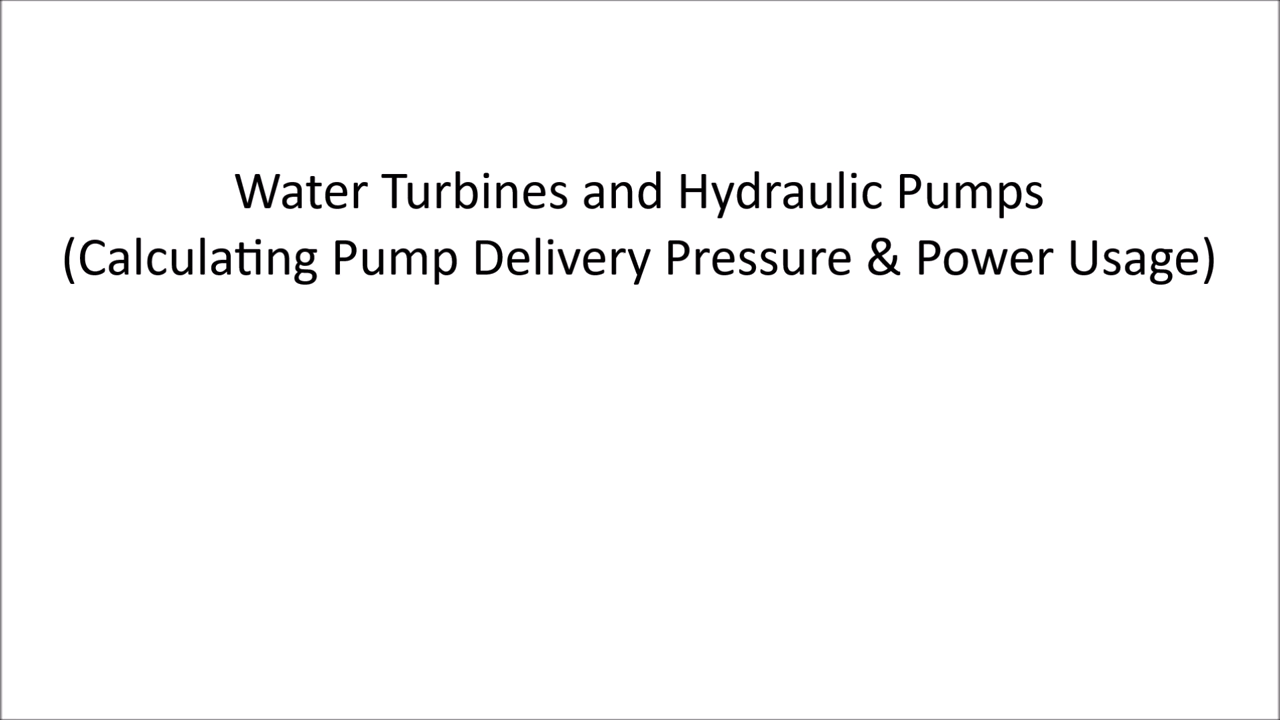 Water Turbines and Hydraulic Pumps
(Calculating Pump Delivery Pressure & Power Usage)